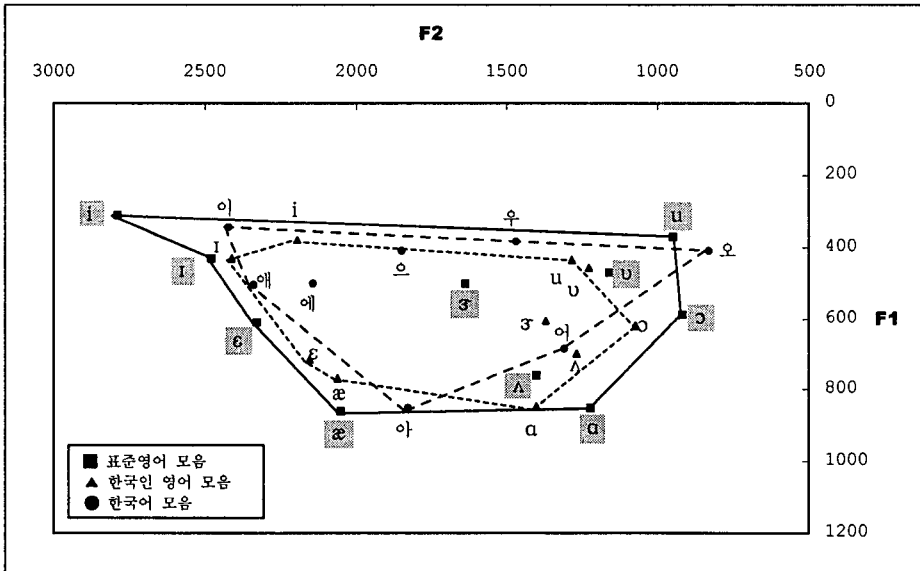 F2
3000 2500 2000 1500 1000 500
0
200
400
600
800
1000
1200
F1
i 이 i 우 u
ɪ ɪ 애 에 으 u ʊ ʊ 오
ɛ ɛ ɝ ɝ 어 ɔ ɔ
æ æ 아 ʌ ʌ ɑ ɑ
표준영어 모음
한국인 영어 모음
한국어 모음